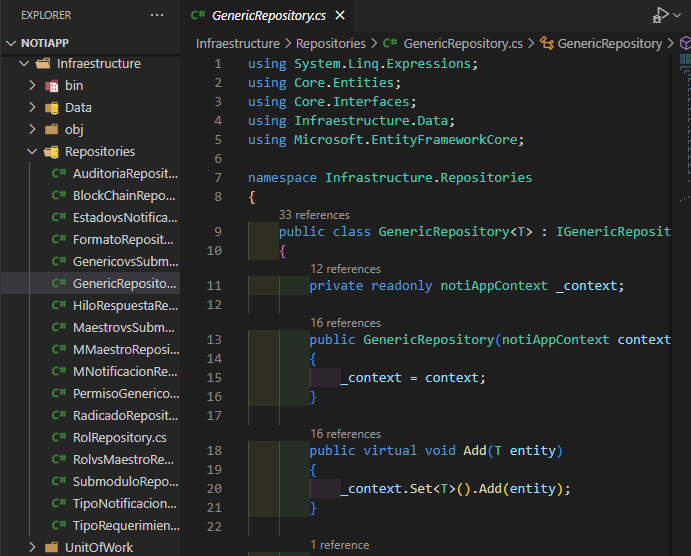 EXPLORER
NOTIAPP
Infraestructure
bin
Data
obj
Repositories
AuditoriaReposit...
BlockChainRepo...
EstadovsNotifica...
FormatoReposit...
GenericovsSubm...
GenericReposito...
HiloRespuestaRe...
MaestrovsSubm...
MMaestroReposi...
MNotificacionRe...
PermisoGenerico...
RadicadoReposit...
RolRepository.cs
RolvsMaestroRe...
SubmoduloRepo...
TipoNotificacion...
TipoRequerimien...
UnitOfWork
GenericRepository.cs
Infraestructure > Repositories > GenericRepository.cs > GenericRepository >
1 using System.Linq.Expressions;
2 using Core.Entities;
3 using Core.Interfaces;
4 using Infraestructure.Data;
5 using Microsoft.EntityFrameworkCore;
6
7 namespace Infrastructure.Repositories
8 {
33 references
9 public class GenericRepository<T> : IGenericReposit
10 {
12 references
11 private readonly notiAppContext _context;
12
16 references
13 public GenericRepository(notiAppContext context
14 {
15 _context = context;
16 }
17
16 references
18 public virtual void Add(T entity)
19 {
20 _context.Set<T>().Add(entity);
21 }
22
1 reference